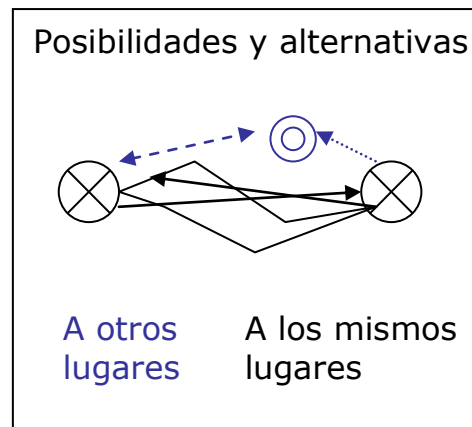 Posibilidades y alternativas
A otros
lugares
A los mismos
lugares